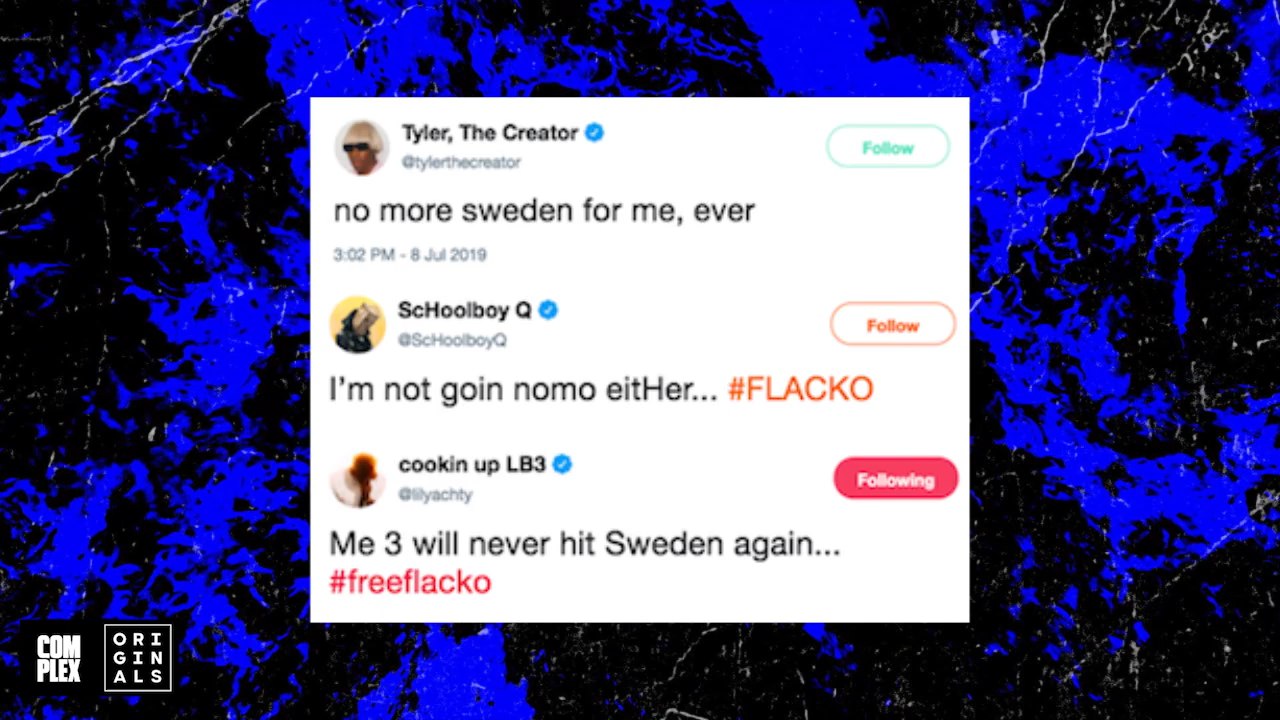 Tyler, The Creator
@tylerthecreator
Follow
no more sweden for me, ever
3:02 PM - 8 Jul 2019
ScHoolboy Q
@ScHoolboyQ
Follow
I'm not goin nomo eitHer... #FLACKO
cookin up LB3
@lilyachty
Following
Me 3 will never hit Sweden again...
#freeflacko
COM
PLEX
ORI
GIN
ALS